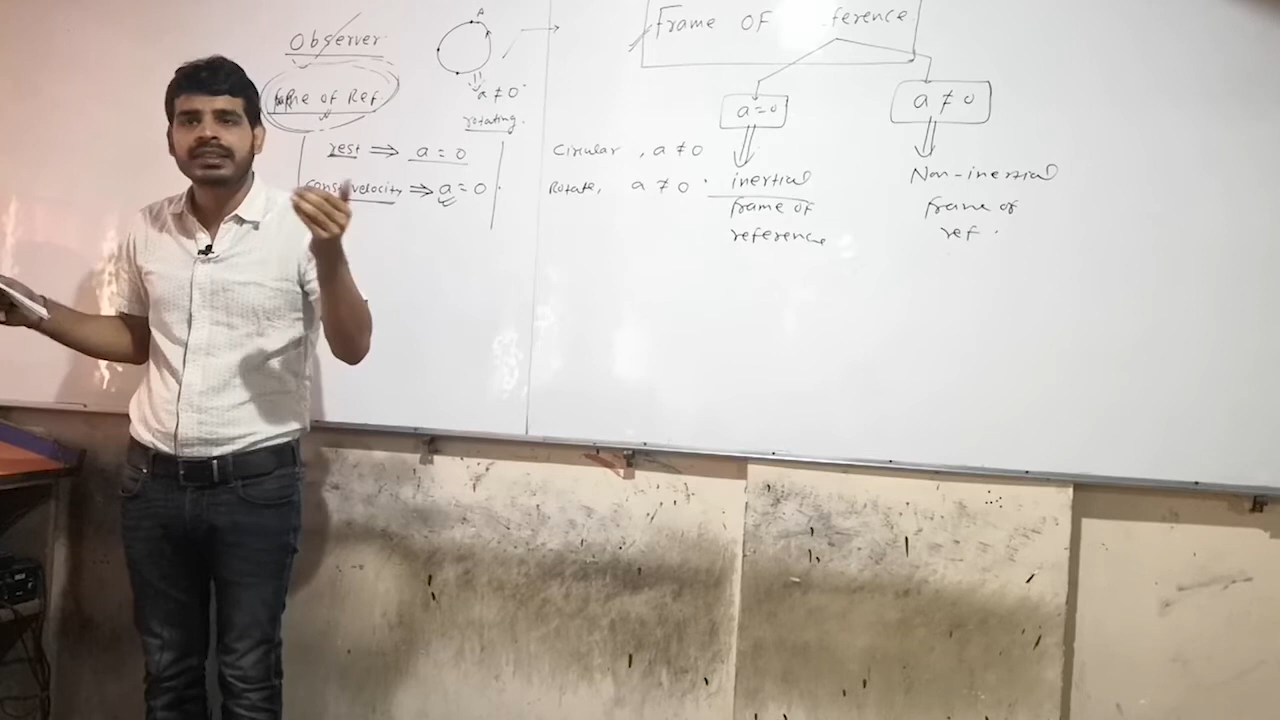 Observer
of Ref.
rest ⇒ a = 0
const velocity ⇒ a = 0
A
a ≠ 0
rotating.
Circular, a ≠ 0
Rotate, a ≠ 0
Frame OF ference
a = 0
inertial
frame of
reference
a ≠ 0
Non-inertial
frame of
ref.